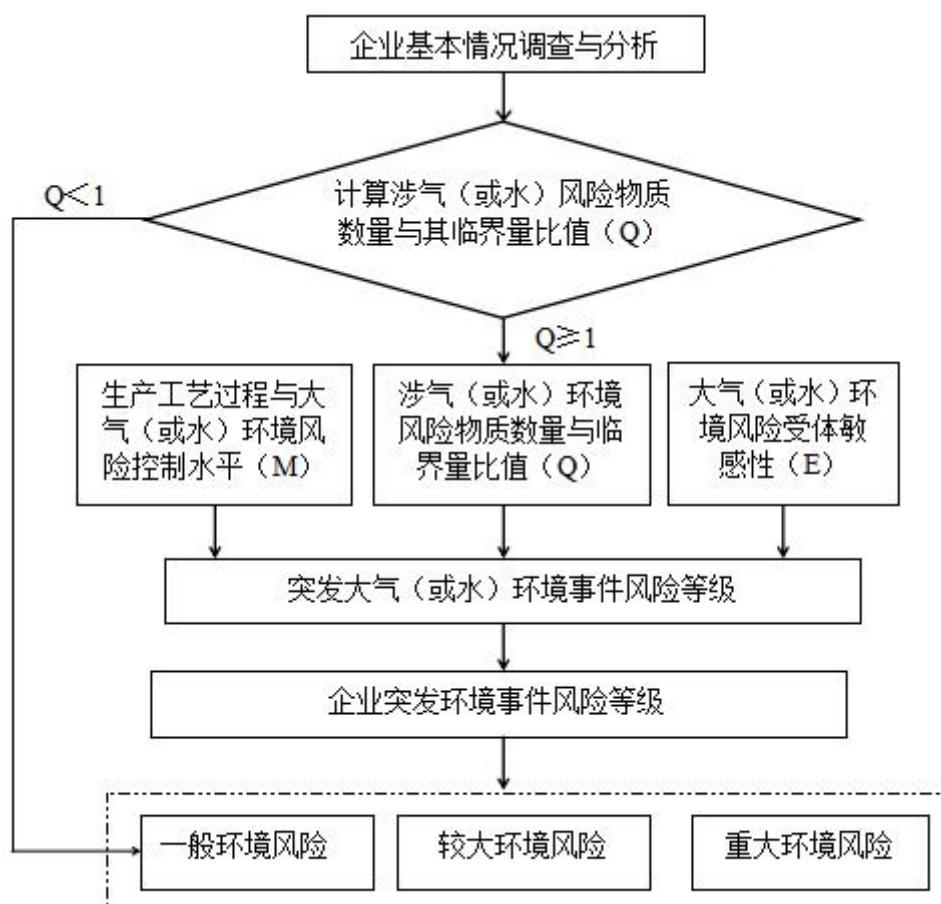 企业基本情况调查与分析
Q＜1
计算涉气（或水）风险物质
数量与其临界量比值（Q）
Q≥1
生产工艺过程与大
气（或水）环境风
险控制水平（M）
涉气（或水）环境
风险物质数量与临
界量比值（Q）
大气（或水）环
境风险受体敏
感性（E）
突发大气（或水）环境事件风险等级
企业突发环境事件风险等级
一般环境风险
较大环境风险
重大环境风险